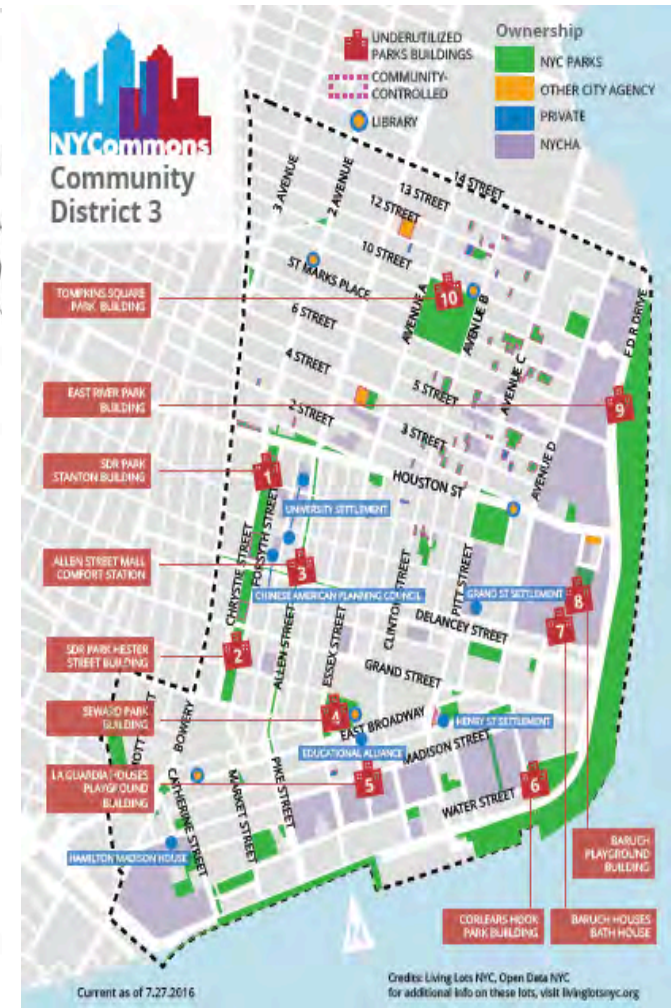 NYCommons
Community
District 3
UNDERUTILIZED
PARKS BUILDINGS
COMMUNITY-
CONTROLLED
LIBRARY
Ownership
NYC PARKS
OTHER CITY AGENCY
PRIVATE
NYCHA
14 STREET
13 STREET
12 STREET
10 STREET
3 AVENUE
2 AVENUE
ST MARKS PLACE
6 STREET
4 STREET
2 STREET
AVENUE A
AVENUE B
5 STREET
3 STREET
AVENUE C
AVENUE D
F D R DRIVE
HOUSTON ST
TOMPKINS SQUARE
PARK BUILDING
10
EAST RIVER PARK
BUILDING
9
SDR PARK
STANTON BUILDING
1
UNIVERSITY SETTLEMENT
CHRYSTIE STREET
FORSYTH STREET
ALLEN STREET MALL
COMFORT STATION
3
CHINESE AMERICAN PLANNING COUNCIL
ALLEN STREET
ESSEX STREET
CLINTON STREET
PITT STREET
GRAND ST SETTLEMENT
8
7
DELANCEY STREET
SDR PARK HESTER
STREET BUILDING
2
GRAND STREET
SEWARD PARK
BUILDING
4
EAST BROADWAY
HENRY ST SETTLEMENT
EDUCATIONAL ALLIANCE
MADISON STREET
BOWERY
LA GUARDIA HOUSES
PLAYGROUND
BUILDING
5
PIKE STREET
MARKET STREET
CATHERINE STREET
WATER STREET
6
HAMILTON MADISON HOUSE
BARUCH
PLAYGROUND
BUILDING
CORLEARS HOOK
PARK BUILDING
BARUCH HOUSES
BATH HOUSE
N
Current as of 7.27.2016
Credits: Living Lots NYC, Open Data NYC
for additional info on these lots, visit livinglotsnyc.org